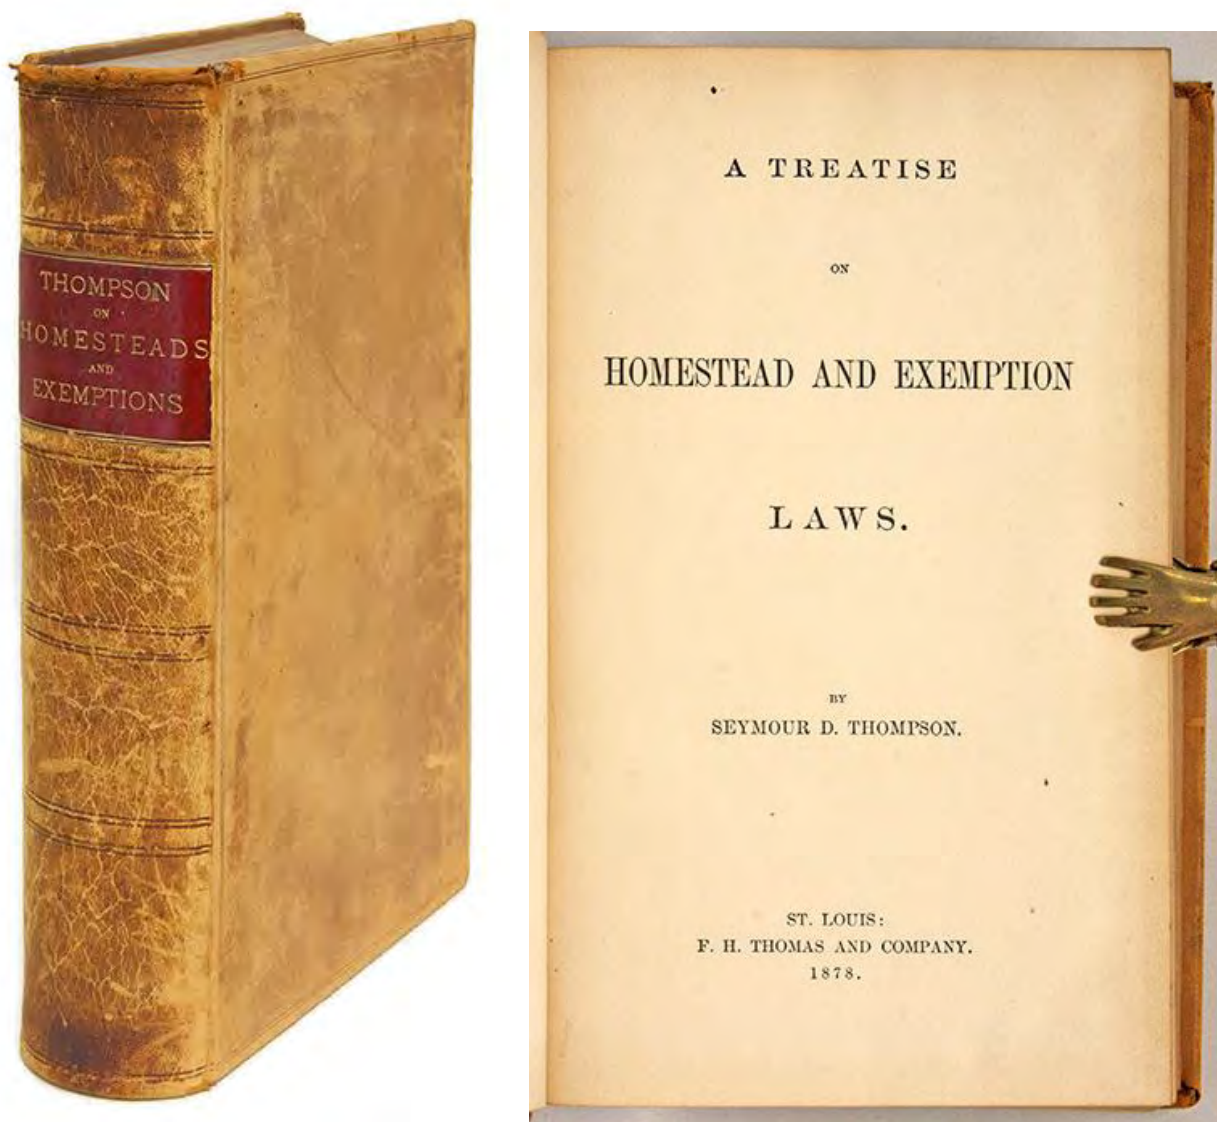 THOMPSON
ON
HOMESTEADS
AND
EXEMPTIONS
A TREATISE
ON
HOMESTEAD AND EXEMPTION
LAWS.
BY
SEYMOUR D. THOMPSON.
ST. LOUIS:
F. H. THOMAS AND COMPANY.
1878.